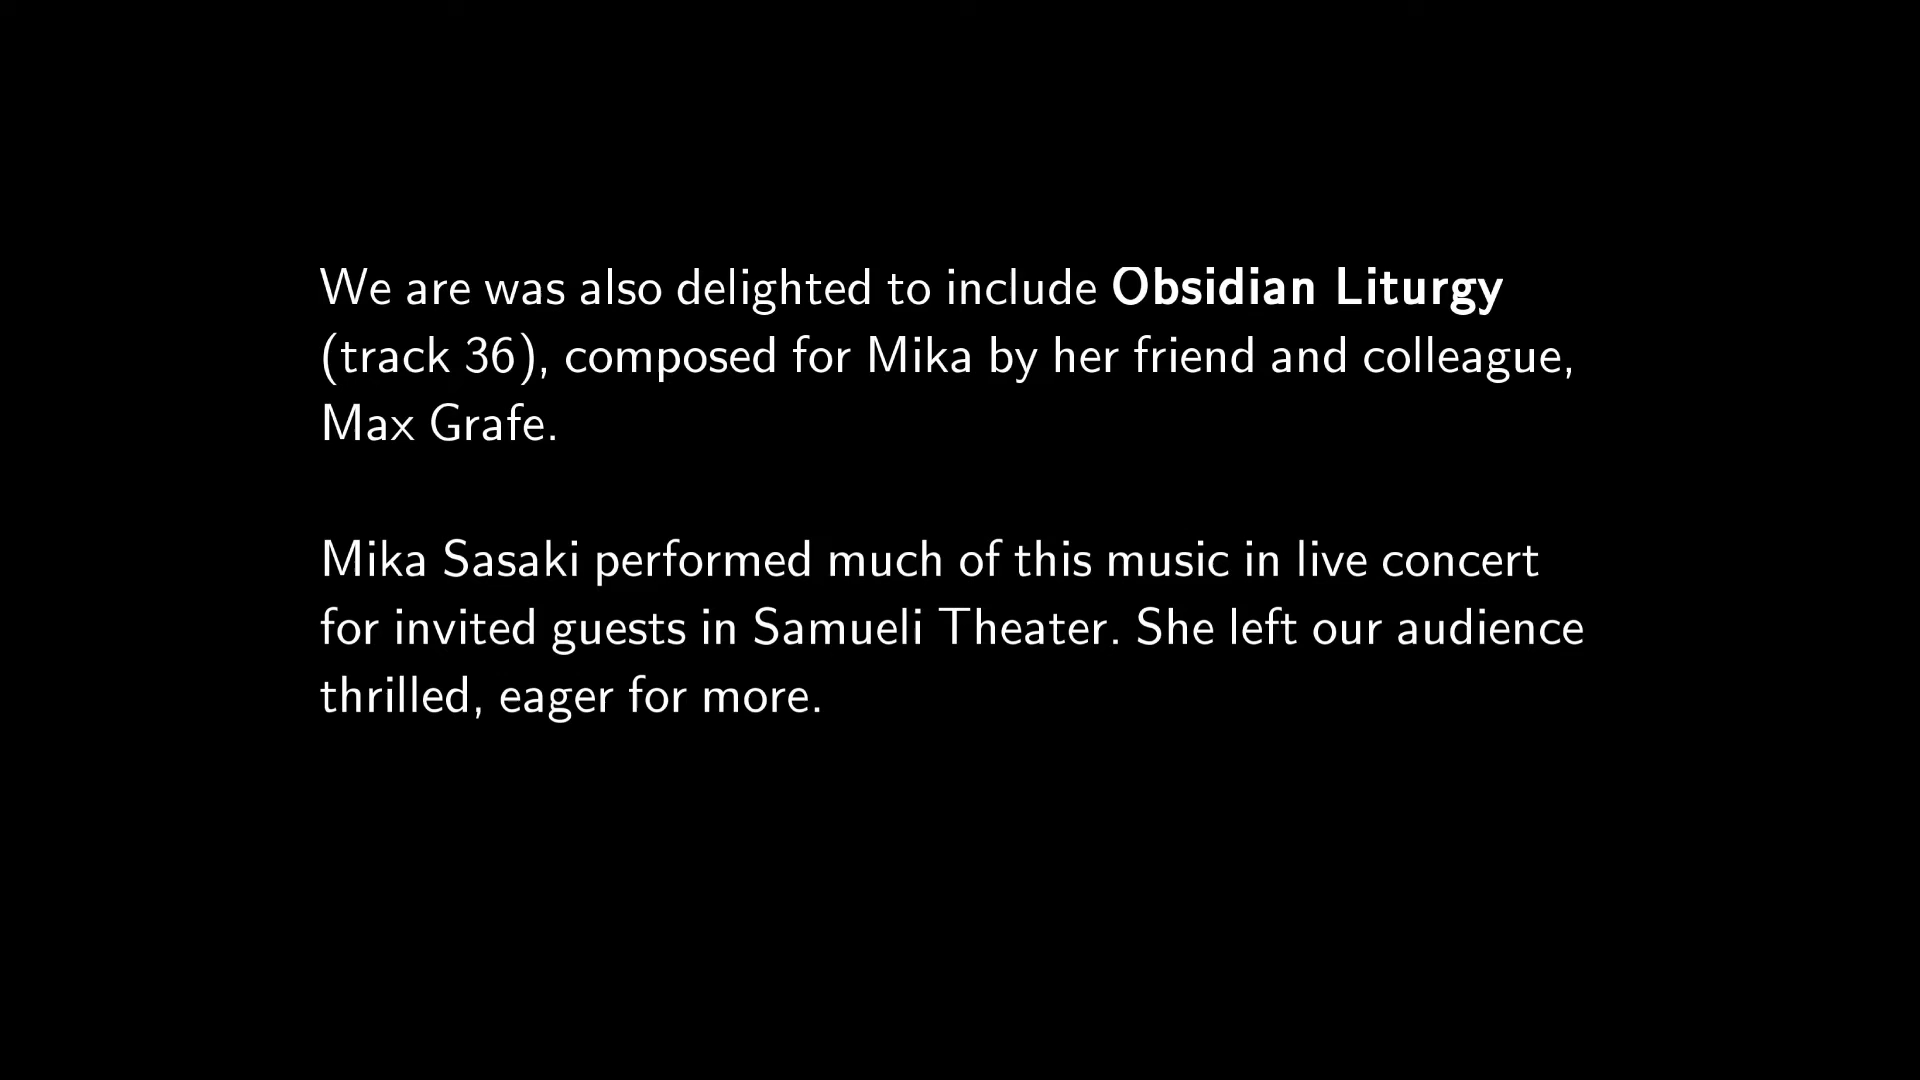 We are was also delighted to include Obsidian Liturgy
(track 36), composed for Mika by her friend and colleague,
Max Grafe.
Mika Sasaki performed much of this music in live concert
for invited guests in Samueli Theater. She left our audience
thrilled, eager for more.